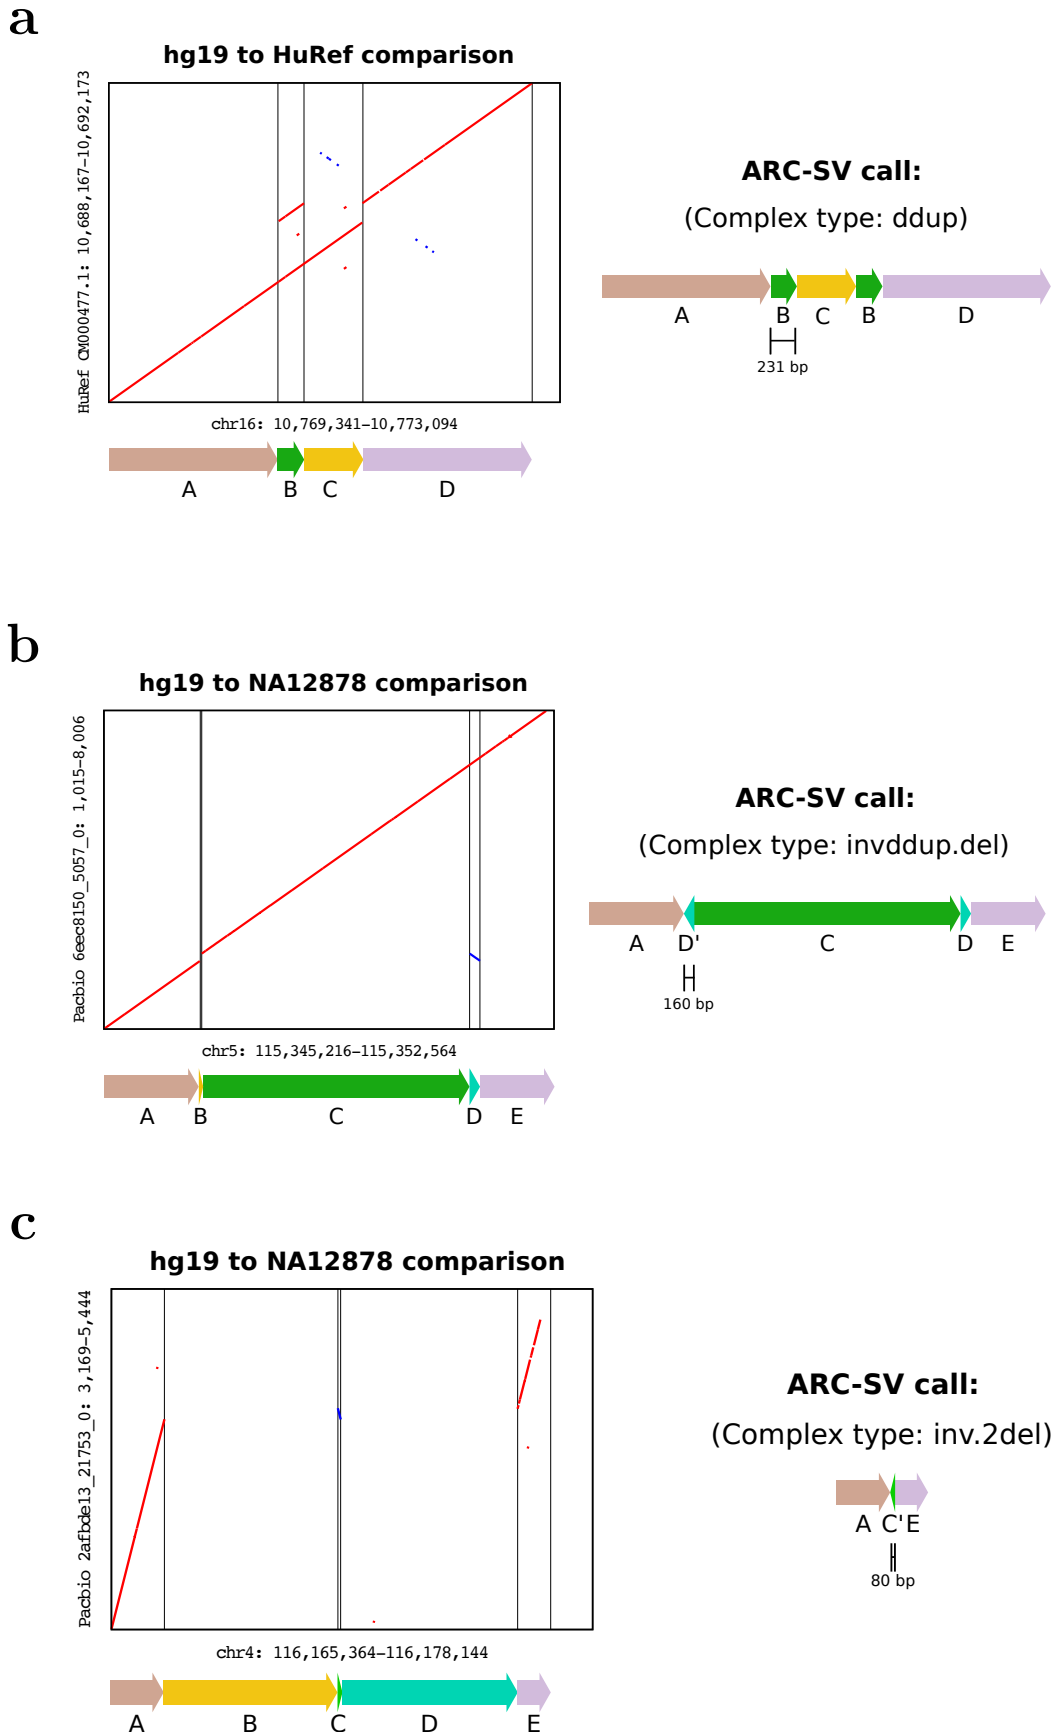 a
hg19 to HuRef comparison
HuRef CM000477.1: 10,688,167–10,692,173
chr16: 10,769,341–10,773,094
A B C D
ARC-SV call:
(Complex type: ddup)
A B C B D
231 bp
b
hg19 to NA12878 comparison
Pacbio 6eec8150_5057_0: 1,015–8,006
chr5: 115,345,216–115,352,564
A B C D E
ARC-SV call:
(Complex type: invddup.del)
A D' C D E
160 bp
c
hg19 to NA12878 comparison
Pacbio 2afbde13_21753_0: 3,169–5,444
chr4: 116,165,364–116,178,144
A B C D E
ARC-SV call:
(Complex type: inv.2del)
A C' E
80 bp